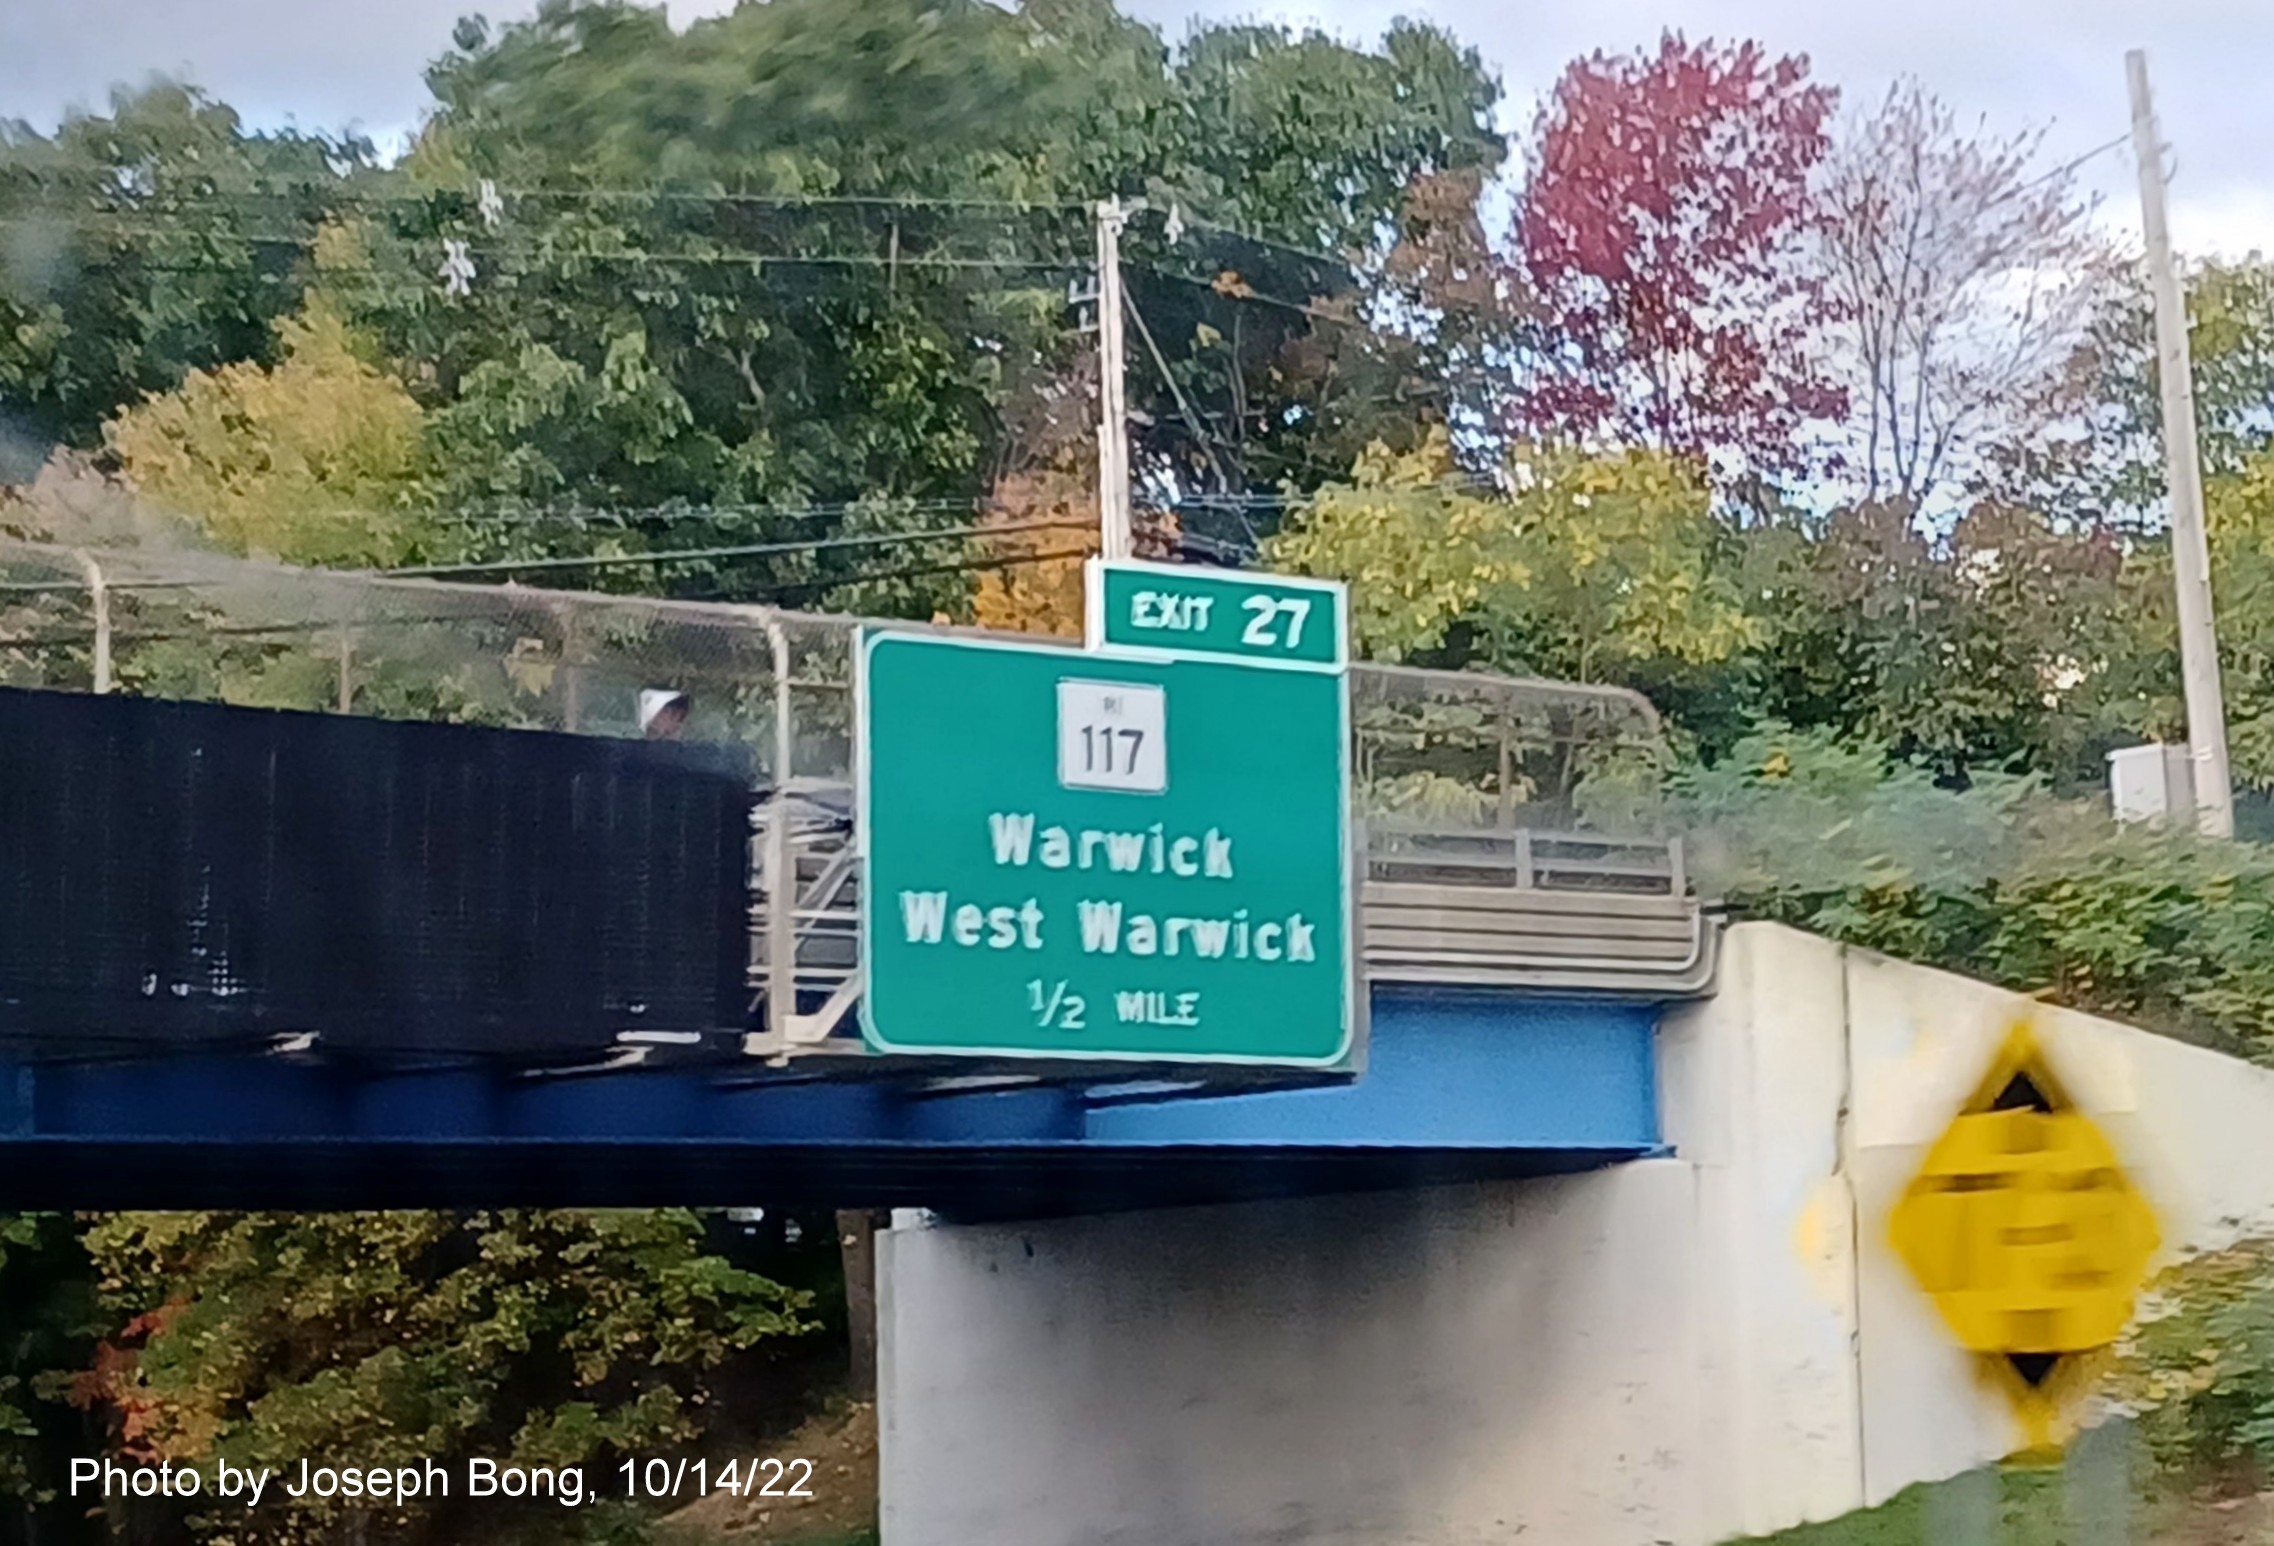 EXIT 27
RI
117
Warwick
West Warwick
1/2 MILE
Photo by Joseph Bong, 10/14/22